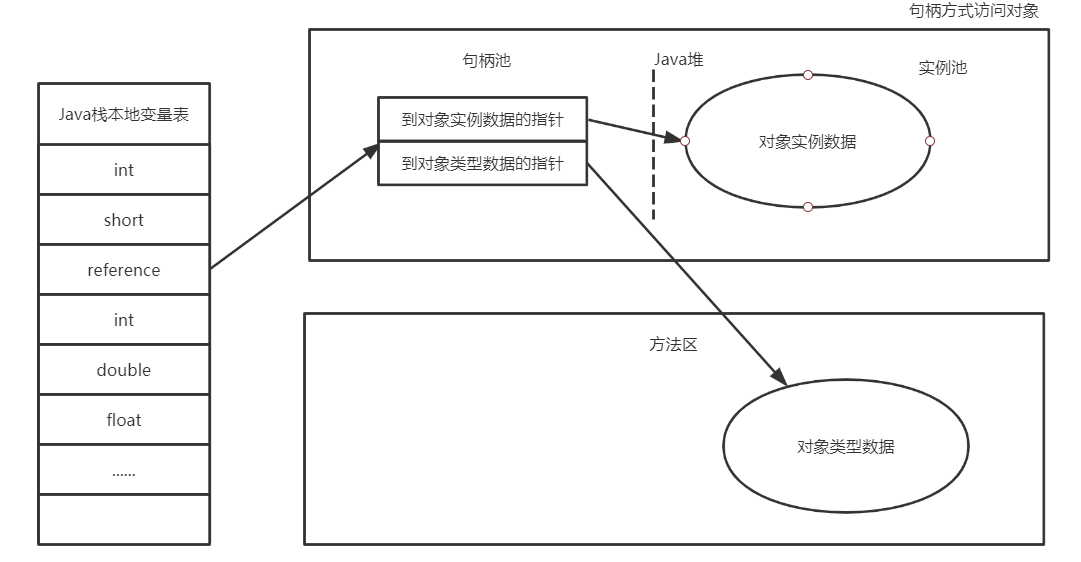 句柄方式访问对象
Java栈本地变量表
int
short
reference
int
double
float
......
句柄池
Java堆
实例池
到对象实例数据的指针
到对象类型数据的指针
对象实例数据
方法区
对象类型数据